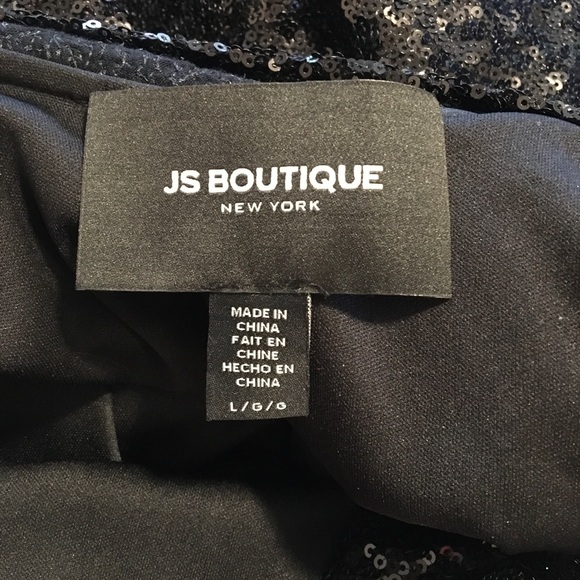 JS BOUTIQUE
NEW YORK
MADE IN
CHINA
FAIT EN
CHINE
HECHO EN
CHINA
L/G/G